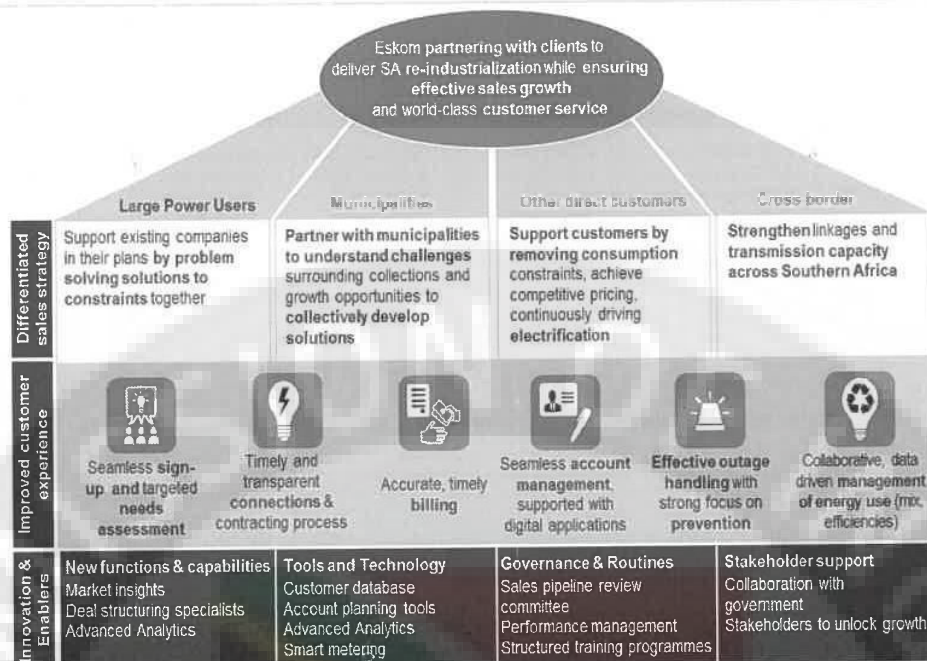 Eskom partnering with clients to
deliver SA re-industrialization while ensuring
effective sales growth
and world-class customer service
Large Power Users
Municipalities
Other direct customers
Cross border
Differentiated
sales strategy
Support existing companies
in their plans by problem
solving solutions to
constraints together
Partner with municipalities
to understand challenges
surrounding collections and
growth opportunities to
collectively develop
solutions
Support customers by
removing consumption
constraints, achieve
competitive pricing,
continuously driving
electrification
Strengthen linkages and
transmission capacity
across Southern Africa
Improved customer
experience
Seamless sign-
up and targeted
needs
assessment
Timely and
transparent
connections &
contracting process
Accurate, timely
billing
Seamless account
management,
supported with
digital applications
Effective outage
handling with
strong focus on
prevention
Collaborative, data
driven management
of energy use (mix,
efficiencies)
Innovation &
Enablers
New functions & capabilities
Market insights
Deal structuring specialists
Advanced Analytics
Tools and Technology
Customer database
Account planning tools
Advanced Analytics
Smart metering
Governance & Routines
Sales pipeline review
committee
Performance management
Structured training programmes
Stakeholder support
Collaboration with
government
Stakeholders to unlock growth